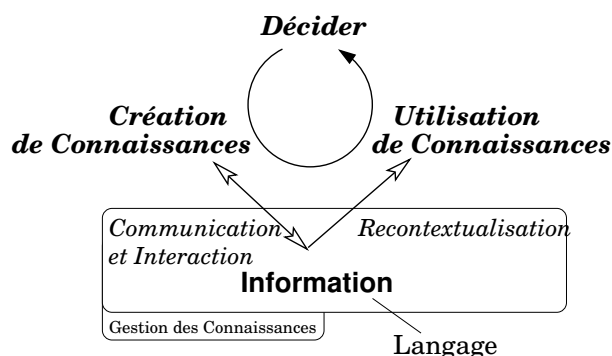 Décider
Création
de Connaissances
Utilisation
de Connaissances
Communication
et Interaction
Recontextualisation
Information
Gestion des Connaissances
Langage